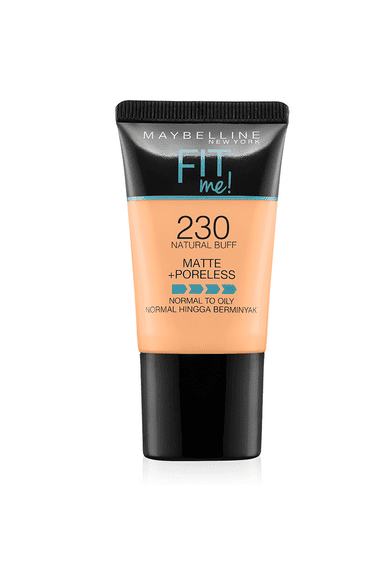 MAYBELLINE
NEW YORK
FIT
me!
230
NATURAL BUFF
MATTE
+PORELESS
NORMAL TO OILY
NORMAL HINGGA BERMINYAK